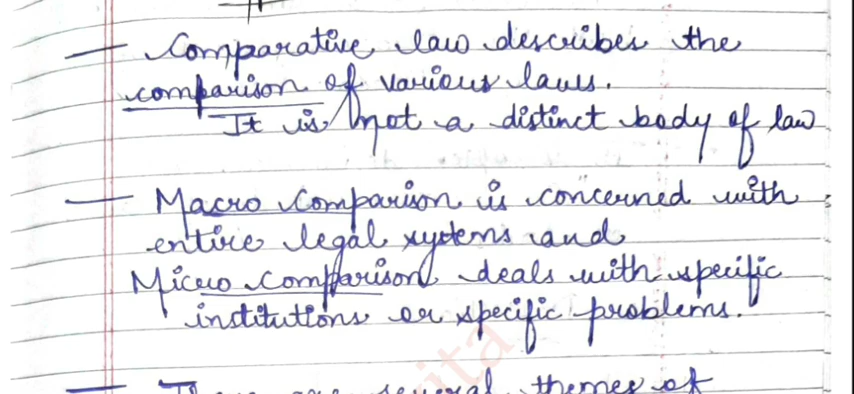 — Comparative law describes the
comparison of various laws.
It is not a distinct body of law
— Macro Comparison is concerned with
entire legal systems and
Micro comparison deals with specific
institutions or specific problems.
— There are several themes of